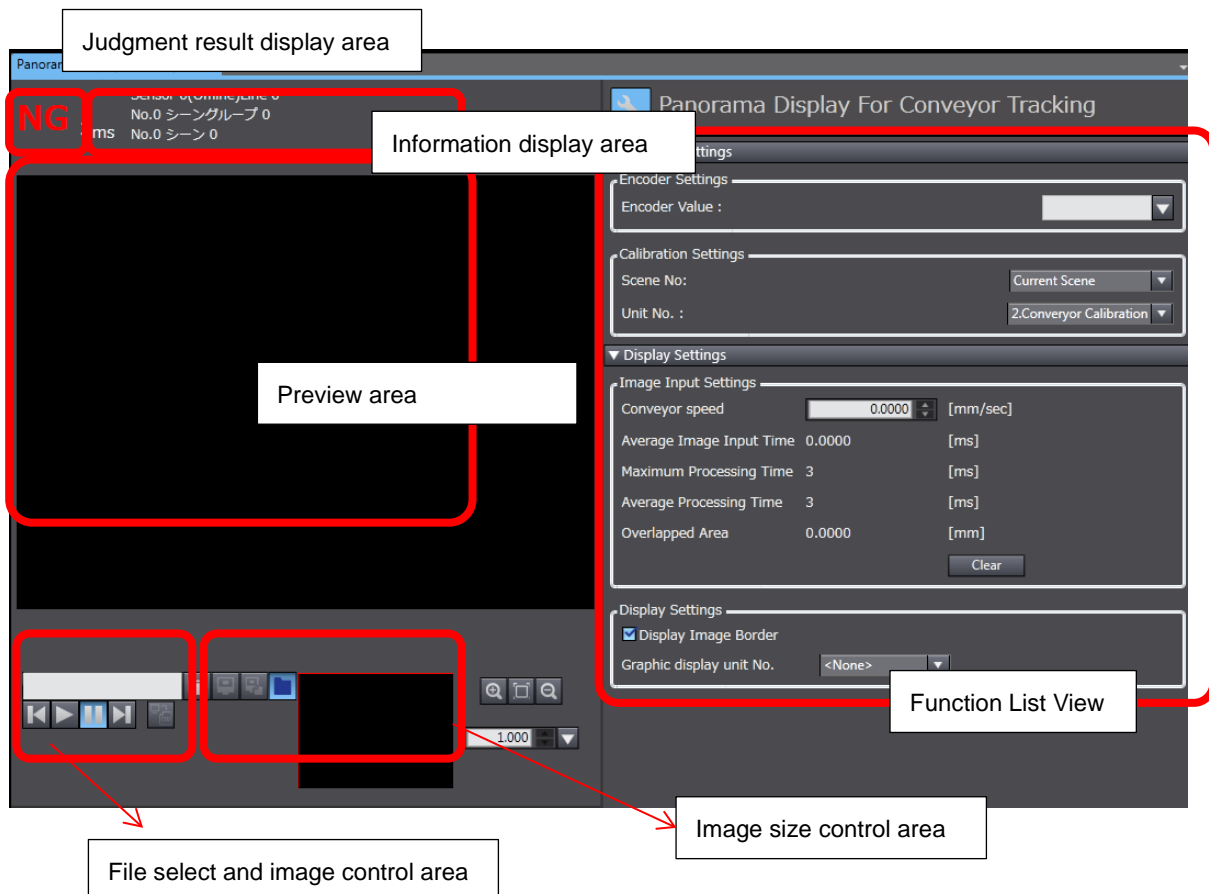 Judgment result display area
Panorar
NG
ms
Sensor 0(Offline)Line 0
No.0 シーングループ 0
No.0 シーン 0
Information display area
Panorama Display For Conveyor Tracking
ttings
Encoder Settings
Encoder Value :
Calibration Settings
Scene No: Current Scene
Unit No. : 2.Converyor Calibration
Preview area
Display Settings
Image Input Settings
Conveyor speed 0.0000 [mm/sec]
Average Image Input Time 0.0000 [ms]
Maximum Processing Time 3 [ms]
Average Processing Time 3 [ms]
Overlapped Area 0.0000 [mm]
Clear
Display Settings
Display Image Border
Graphic display unit No. <None>
Function List View
1.000
Image size control area
File select and image control area